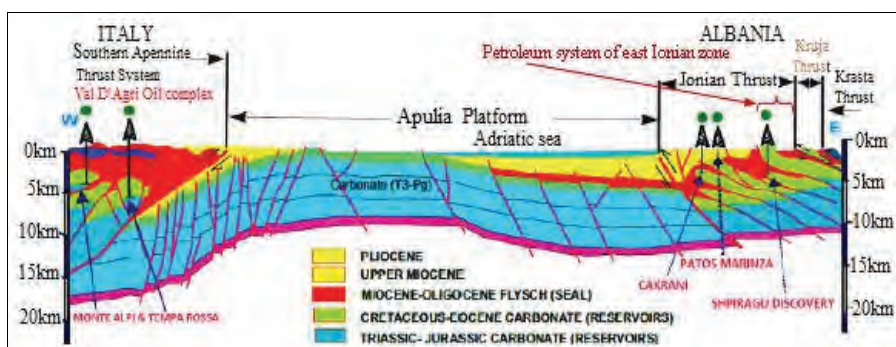 ITALY
ALBANIA
Southern Apennine
Thrust System
Val D'Agri Oil complex
Petroleum system of east Ionian zone
Kruja
Thrust
Ionian Thrust
Krasta
Thrust
W
Apulia Platform
Adriatic sea
E
0km
5km
10km
15km
20km
0km
5km
10km
15km
20km
Carbonate (T3-Pg)
PLIOCENE
UPPER MIOCENE
MIOCENE-OLIGOCENE FLYSCH (SEAL)
CRETACEOUS-EOCENE CARBONATE (RESERVOIRS)
TRIASSIC- JURASSIC CARBONATE (RESERVOIRS)
MONTE ALPI & TEMPA ROSSA
PATOS MARINZA
CAKRANI
SHPIRAGU DISCOVERY